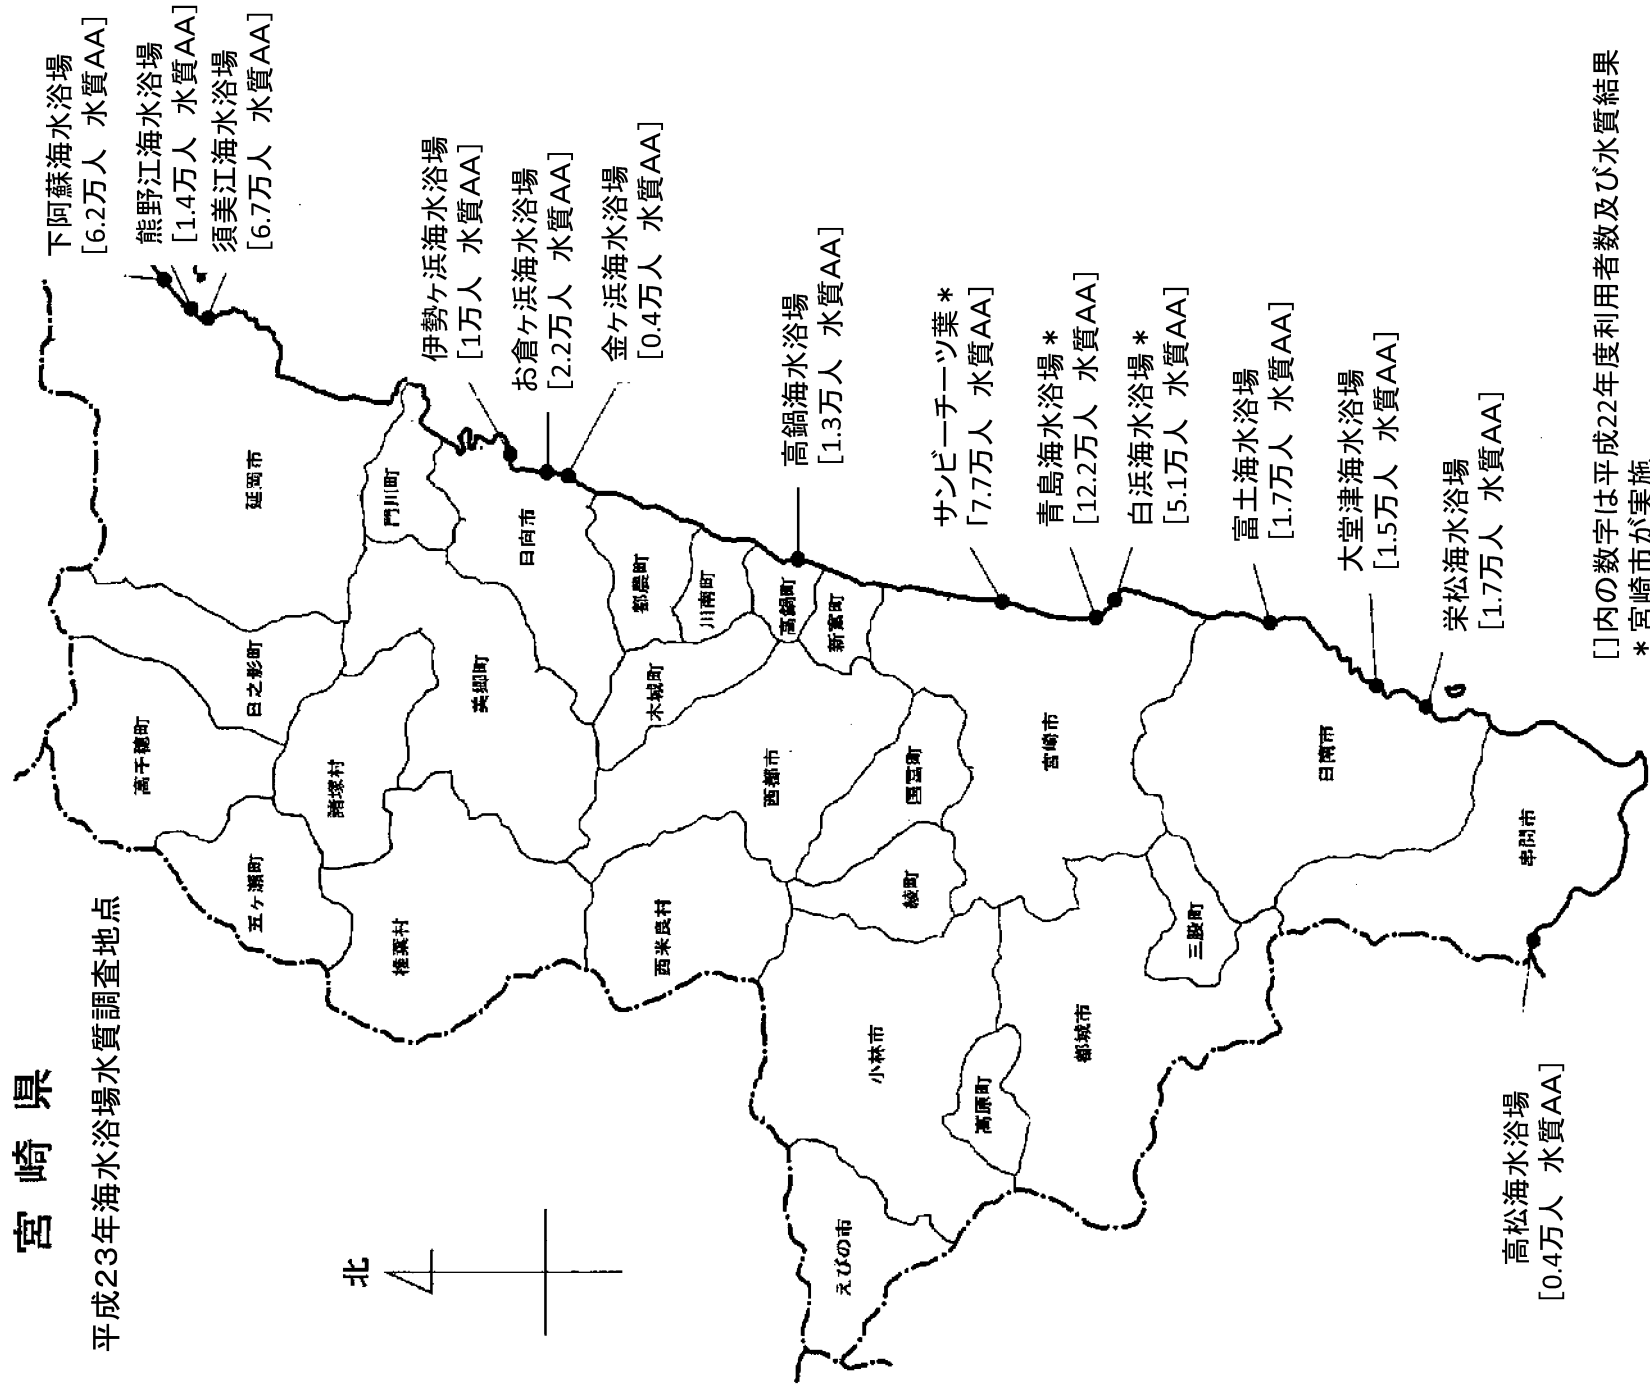 宮崎県
平成23年海水浴場水質調査地点
北
下阿蘇海水浴場
[6.2万人 水質AA]
熊野江海水浴場
[1.4万人 水質AA]
須美江海水浴場
[6.7万人 水質AA]
伊勢ヶ浜海水浴場
[1万人 水質AA]
お倉ヶ浜海水浴場
[2.2万人 水質AA]
金ヶ浜海水浴場
[0.4万人 水質AA]
高鍋海水浴場
[1.3万人 水質AA]
サンビーチ一ツ葉*
[7.7万人 水質AA]
青島海水浴場*
[12.2万人 水質AA]
白浜海水浴場*
[5.1万人 水質AA]
富土海水浴場
[1.7万人 水質AA]
大堂津海水浴場
[1.5万人 水質AA]
栄松海水浴場
[1.7万人 水質AA]
高松海水浴場
[0.4万人 水質AA]
延岡市
門川町
日向市
都農町
川南町
高鍋町
新富町
日之影町
美郷町
木城町
高千穂町
諸塚村
西都市
国富町
宮崎市
日南市
五ヶ瀬町
椎葉村
西米良村
綾町
三股町
串間市
小林市
高原町
都城市
えびの市
[]内の数字は平成22年度利用者数及び水質結果
*宮崎市が実施